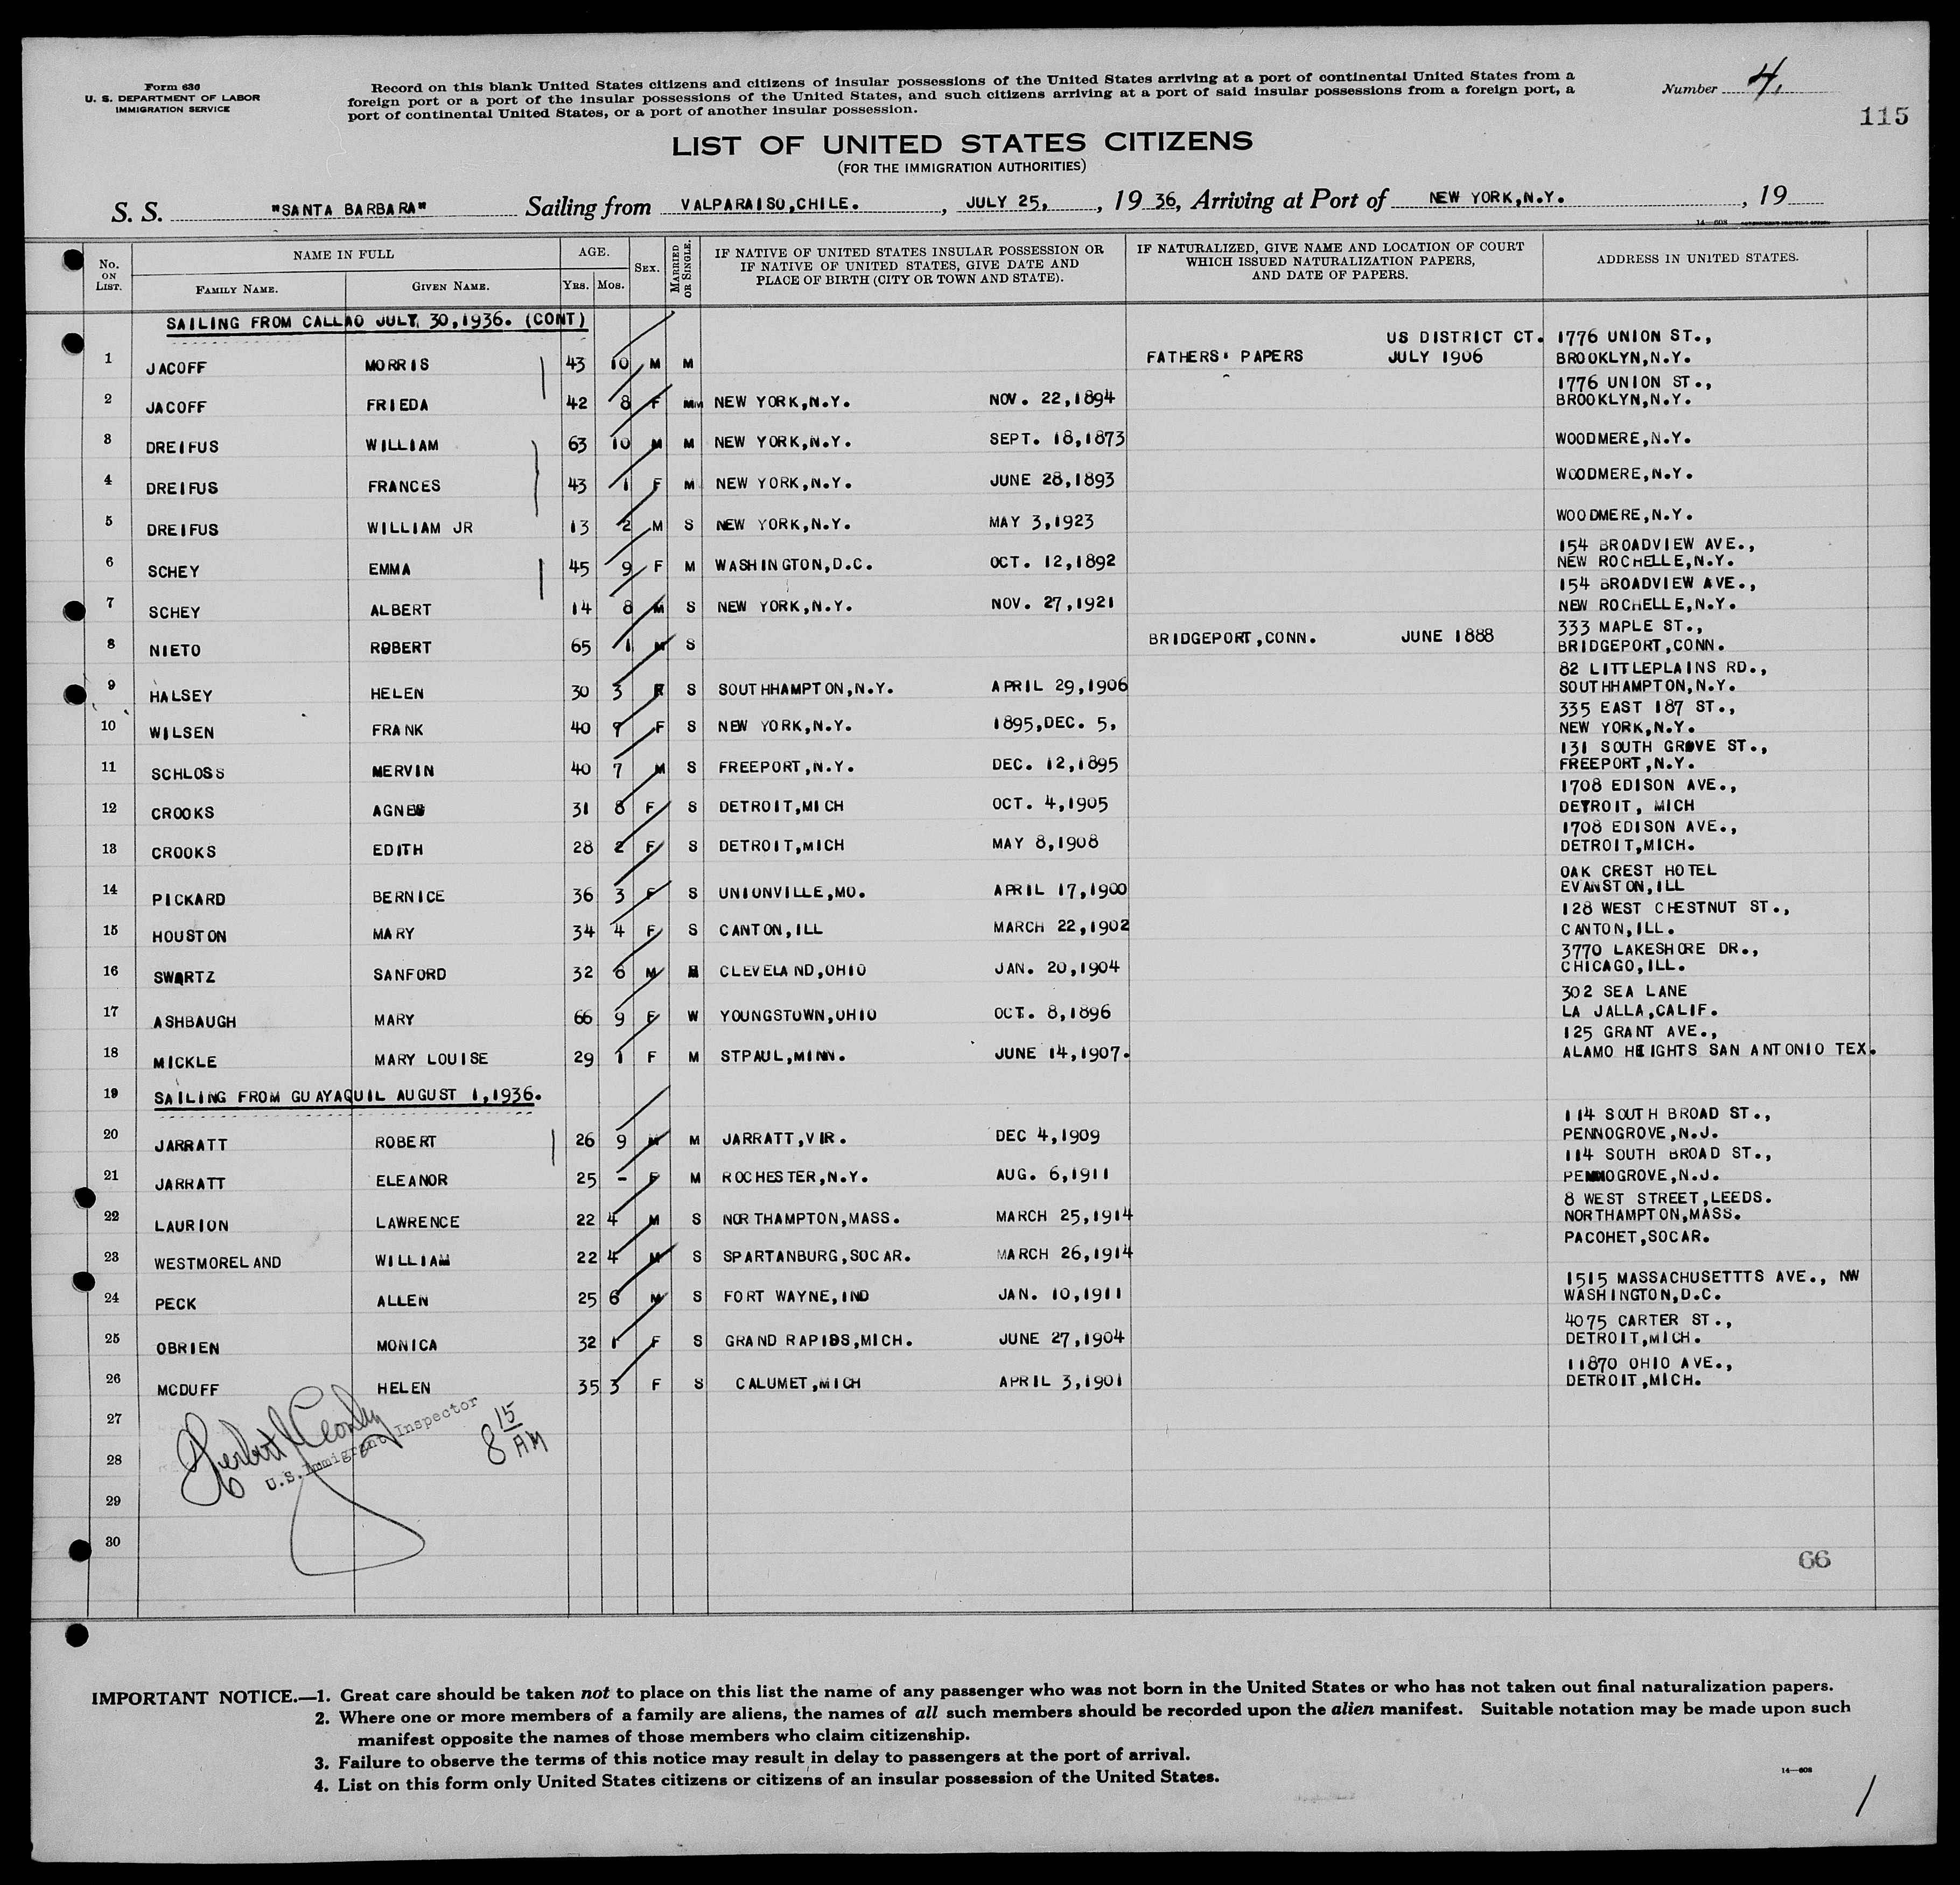 Form 630
U. S. DEPARTMENT OF LABOR
IMMIGRATION SERVICE
Record on this blank United States citizens and citizens of insular possessions of the United States arriving at a port of continental United States from a
foreign port or a port of the insular possessions of the United States, and such citizens arriving at a port of said insular possessions from a foreign port, a
port of continental United States, or a port of another insular possession.
Number 4.
115
LIST OF UNITED STATES CITIZENS
(FOR THE IMMIGRATION AUTHORITIES)
S. S. "SANTA BARBARA" Sailing from VALPARAISO,CHILE. , JULY 25, , 19 36, Arriving at Port of NEW YORK,N.Y. , 19
14—608
No. ON LIST. NAME IN FULL FAMILY NAME. GIVEN NAME. AGE. YRS. MOS. SEX. MARRIED OR SINGLE. IF NATIVE OF UNITED STATES INSULAR POSSESSION OR IF NATIVE OF UNITED STATES, GIVE DATE AND PLACE OF BIRTH (CITY OR TOWN AND STATE). IF NATURALIZED, GIVE NAME AND LOCATION OF COURT WHICH ISSUED NATURALIZATION PAPERS, AND DATE OF PAPERS. ADDRESS IN UNITED STATES.
SAILING FROM CALLAO JULY 30,1936. (CONT)
US DISTRICT CT. 1776 UNION ST.,
1 JACOFF MORRIS 43 10 M M FATHERS' PAPERS JULY 1906 BROOKLYN,N.Y.
1776 UNION ST.,
2 JACOFF FRIEDA 42 8 F M NEW YORK,N.Y. NOV. 22,1894 BROOKLYN,N.Y.
3 DREIFUS WILLIAM 63 10 M M NEW YORK,N.Y. SEPT. 18,1873 WOODMERE,N.Y.
4 DREIFUS FRANCES 43 1 F M NEW YORK,N.Y. JUNE 28,1893 WOODMERE,N.Y.
5 DREIFUS WILLIAM JR 13 2 M S NEW YORK,N.Y. MAY 3,1923 WOODMERE,N.Y.
154 BROADVIEW AVE.,
6 SCHEY EMMA 45 9 F M WASHINGTON,D.C. OCT. 12,1892 NEW ROCHELLE,N.Y.
154 BROADVIEW AVE.,
7 SCHEY ALBERT 14 8 M S NEW YORK,N.Y. NOV. 27,1921 NEW ROCHELLE,N.Y.
333 MAPLE ST.,
8 NIETO ROBERT 65 1 M S BRIDGEPORT,CONN. JUNE 1888 BRIDGEPORT,CONN.
82 LITTLEPLAINS RD.,
9 HALSEY HELEN 30 3 F S SOUTHHAMPTON,N.Y. APRIL 29,1906 SOUTHHAMPTON,N.Y.
335 EAST 187 ST.,
10 WILSEN FRANK 40 7 F S NEW YORK,N.Y. 1895,DEC. 5, NEW YORK,N.Y.
131 SOUTH GROVE ST.,
11 SCHLOSS MERVIN 40 7 M S FREEPORT,N.Y. DEC. 12,1895 FREEPORT,N.Y.
1708 EDISON AVE.,
12 CROOKS AGNES 31 8 F S DETROIT,MICH OCT. 4,1905 DETROIT, MICH
1708 EDISON AVE.,
13 CROOKS EDITH 28 2 F S DETROIT,MICH MAY 8,1908 DETROIT,MICH.
OAK CREST HOTEL
14 PICKARD BERNICE 36 3 F S UNIONVILLE,MO. APRIL 17,1900 EVANSTON,ILL
128 WEST CHESTNUT ST.,
15 HOUSTON MARY 34 4 F S CANTON,ILL MARCH 22,1902 CANTON,ILL.
3770 LAKESHORE DR.,
16 SWARTZ SANFORD 32 6 M M CLEVELAND,OHIO JAN. 20,1904 CHICAGO,ILL.
302 SEA LANE
17 ASHBAUGH MARY 66 9 F W YOUNGSTOWN,OHIO OCT. 8,1896 LA JALLA,CALIF.
125 GRANT AVE.,
18 MICKLE MARY LOUISE 29 1 F M STPAUL,MINN. JUNE 14,1907. ALAMO HEIGHTS SAN ANTONIO TEX.
19 SAILING FROM GUAYAQUIL AUGUST 1,1936.
114 SOUTH BROAD ST.,
20 JARRATT ROBERT 26 9 M M JARRATT,VIR. DEC 4,1909 PENNOGROVE,N.J.
114 SOUTH BROAD ST.,
21 JARRATT ELEANOR 25 - F M ROCHESTER,N.Y. AUG. 6,1911 PENNOGROVE,N.J.
8 WEST STREET,LEEDS.
22 LAURION LAWRENCE 22 4 M S NORTHAMPTON,MASS. MARCH 25,1914 NORTHAMPTON,MASS.
23 WESTMORELAND WILLIAM 22 4 M S SPARTANBURG,SOCAR. MARCH 26,1914 PACOHET,SOCAR.
1515 MASSACHUSETTTS AVE., NW
24 PECK ALLEN 25 6 M S FORT WAYNE,IND JAN. 10,1911 WASHINGTON,D.C.
4075 CARTER ST.,
25 OBRIEN MONICA 32 1 F S GRAND RAPIDS,MICH. JUNE 27,1904 DETROIT,MICH.
11870 OHIO AVE.,
26 MCDUFF HELEN 35 3 F S CALUMET,MICH APRIL 3,1901 DETROIT,MICH.
27
U.S. Immigrant Inspector
8 15 AM
28
29
30
66
IMPORTANT NOTICE.—1. Great care should be taken not to place on this list the name of any passenger who was not born in the United States or who has not taken out final naturalization papers.
2. Where one or more members of a family are aliens, the names of all such members should be recorded upon the alien manifest. Suitable notation may be made upon such
manifest opposite the names of those members who claim citizenship.
3. Failure to observe the terms of this notice may result in delay to passengers at the port of arrival.
4. List on this form only United States citizens or citizens of an insular possession of the United States.
14—608